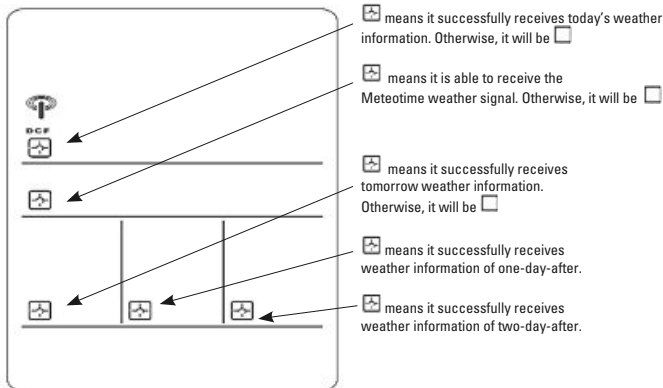 means it successfully receives today's weather
information. Otherwise, it will be
means it is able to receive the
Meteotime weather signal. Otherwise, it will be
DCF
means it successfully receives
tomorrow weather information.
Otherwise, it will be
means it successfully receives
weather information of one-day-after.
means it successfully receives
weather information of two-day-after.